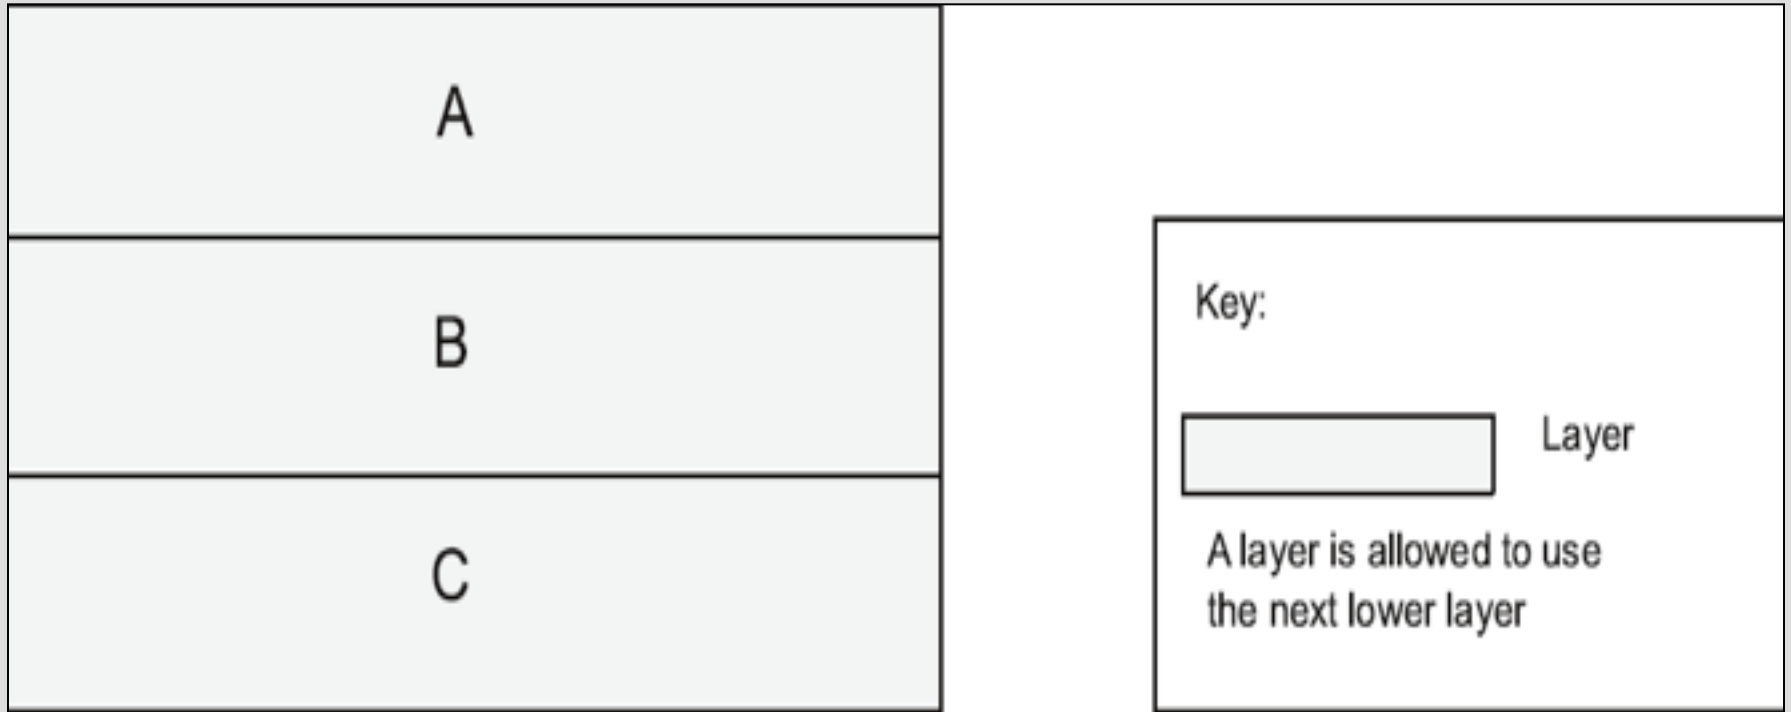 A
B
C
Key:
Layer
A layer is allowed to use
the next lower layer